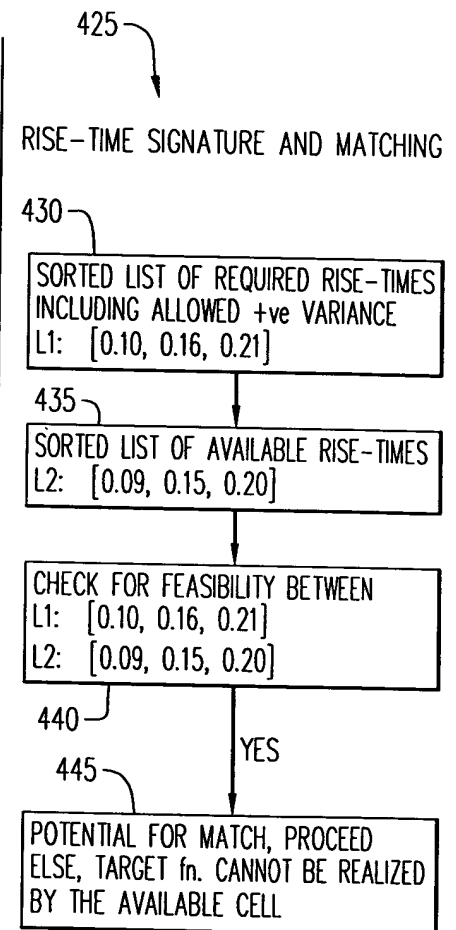 425
RISE-TIME SIGNATURE AND MATCHING
430
SORTED LIST OF REQUIRED RISE-TIMES
INCLUDING ALLOWED +ve VARIANCE
L1: [0.10, 0.16, 0.21]
435
SORTED LIST OF AVAILABLE RISE-TIMES
L2: [0.09, 0.15, 0.20]
CHECK FOR FEASIBILITY BETWEEN
L1: [0.10, 0.16, 0.21]
L2: [0.09, 0.15, 0.20]
440
YES
445
POTENTIAL FOR MATCH, PROCEED
ELSE, TARGET fn. CANNOT BE REALIZED
BY THE AVAILABLE CELL